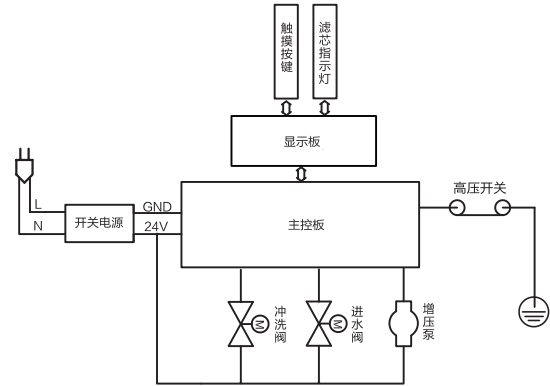 触摸按键
滤芯指示灯
显示板
高压开关
L
GND
开关电源
N
24V
主控板
冲洗阀
进水阀
增压泵
M
M